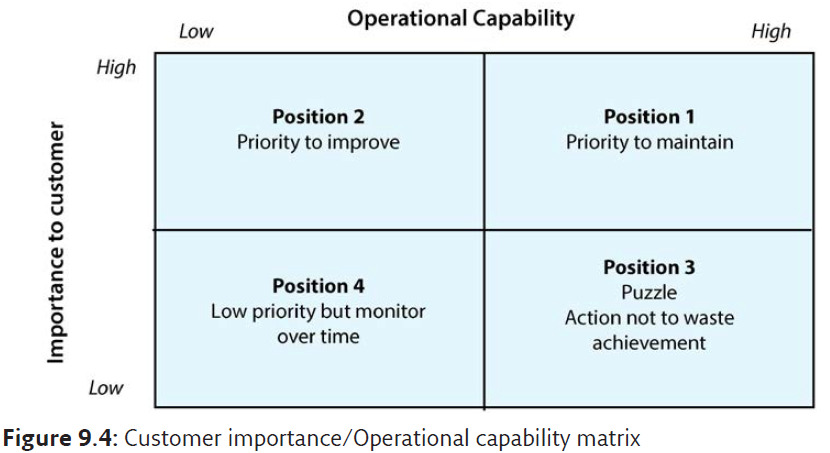 Operational Capability
Low
High
High
Importance to customer
Position 2
Priority to improve
Position 1
Priority to maintain
Position 4
Low priority but monitor
over time
Position 3
Puzzle
Action not to waste
achievement
Low
Figure 9.4: Customer importance/Operational capability matrix